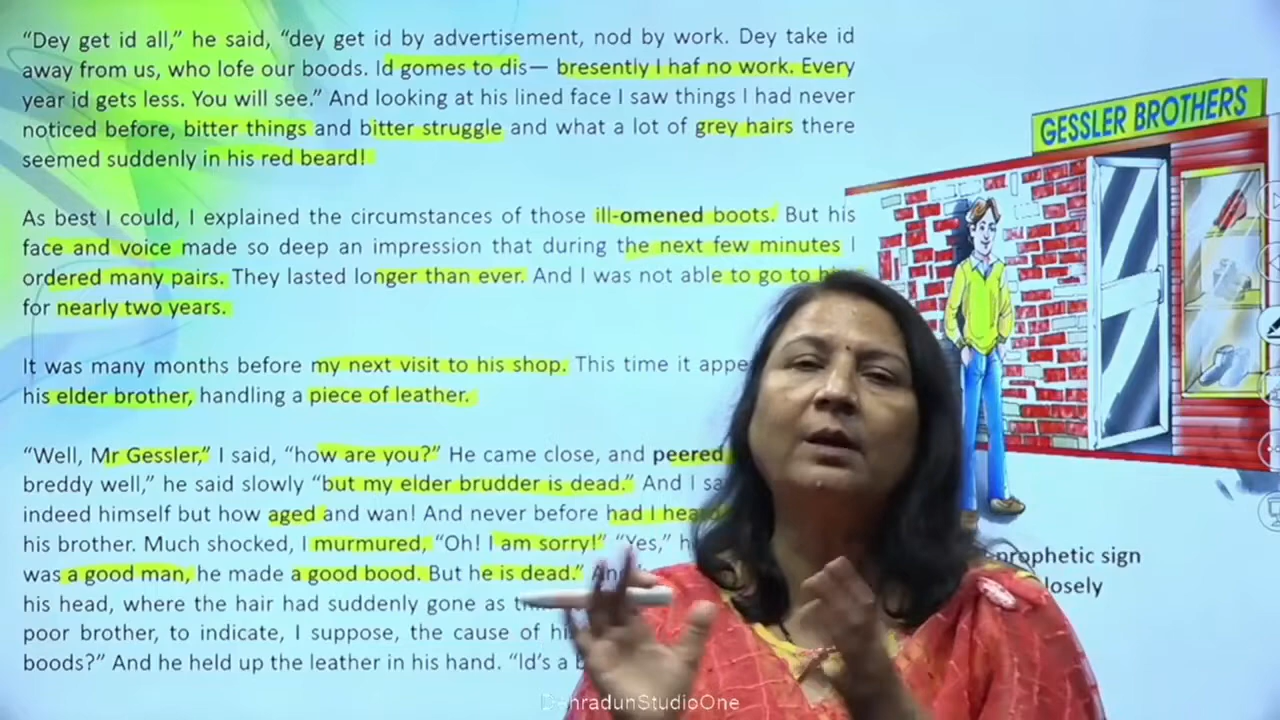 “Dey get id all,” he said, “dey get id by advertisement, nod by work. Dey take id
away from us, who lofe our boods. Id gomes to dis— bresently I haf no work. Every
year id gets less. You will see.” And looking at his lined face I saw things I had never
noticed before, bitter things and bitter struggle and what a lot of grey hairs there
seemed suddenly in his red beard!
GESSLER BROTHERS
As best I could, I explained the circumstances of those ill-omened boots. But his
face and voice made so deep an impression that during the next few minutes I
ordered many pairs. They lasted longer than ever. And I was not able to go to
for nearly two years.
It was many months before my next visit to his shop. This time it
his elder brother, handling a piece of leather.
“Well, Mr Gessler,” I said, “how are you?” He came close, and peered
breddy well,” he said slowly “but my elder brudder is dead.” And I
indeed himself but how aged and wan! And never before had I
his brother. Much shocked, I murmured, “Oh! I am sorry!” “Yes,”
was a good man, he made a good bood. But he is dead.”
his head, where the hair had suddenly gone as
poor brother, to indicate, I suppose, the cause of
boods?” And he held up the leather in his hand. “Id’s a
prophetic sign
DehradunStudioOne